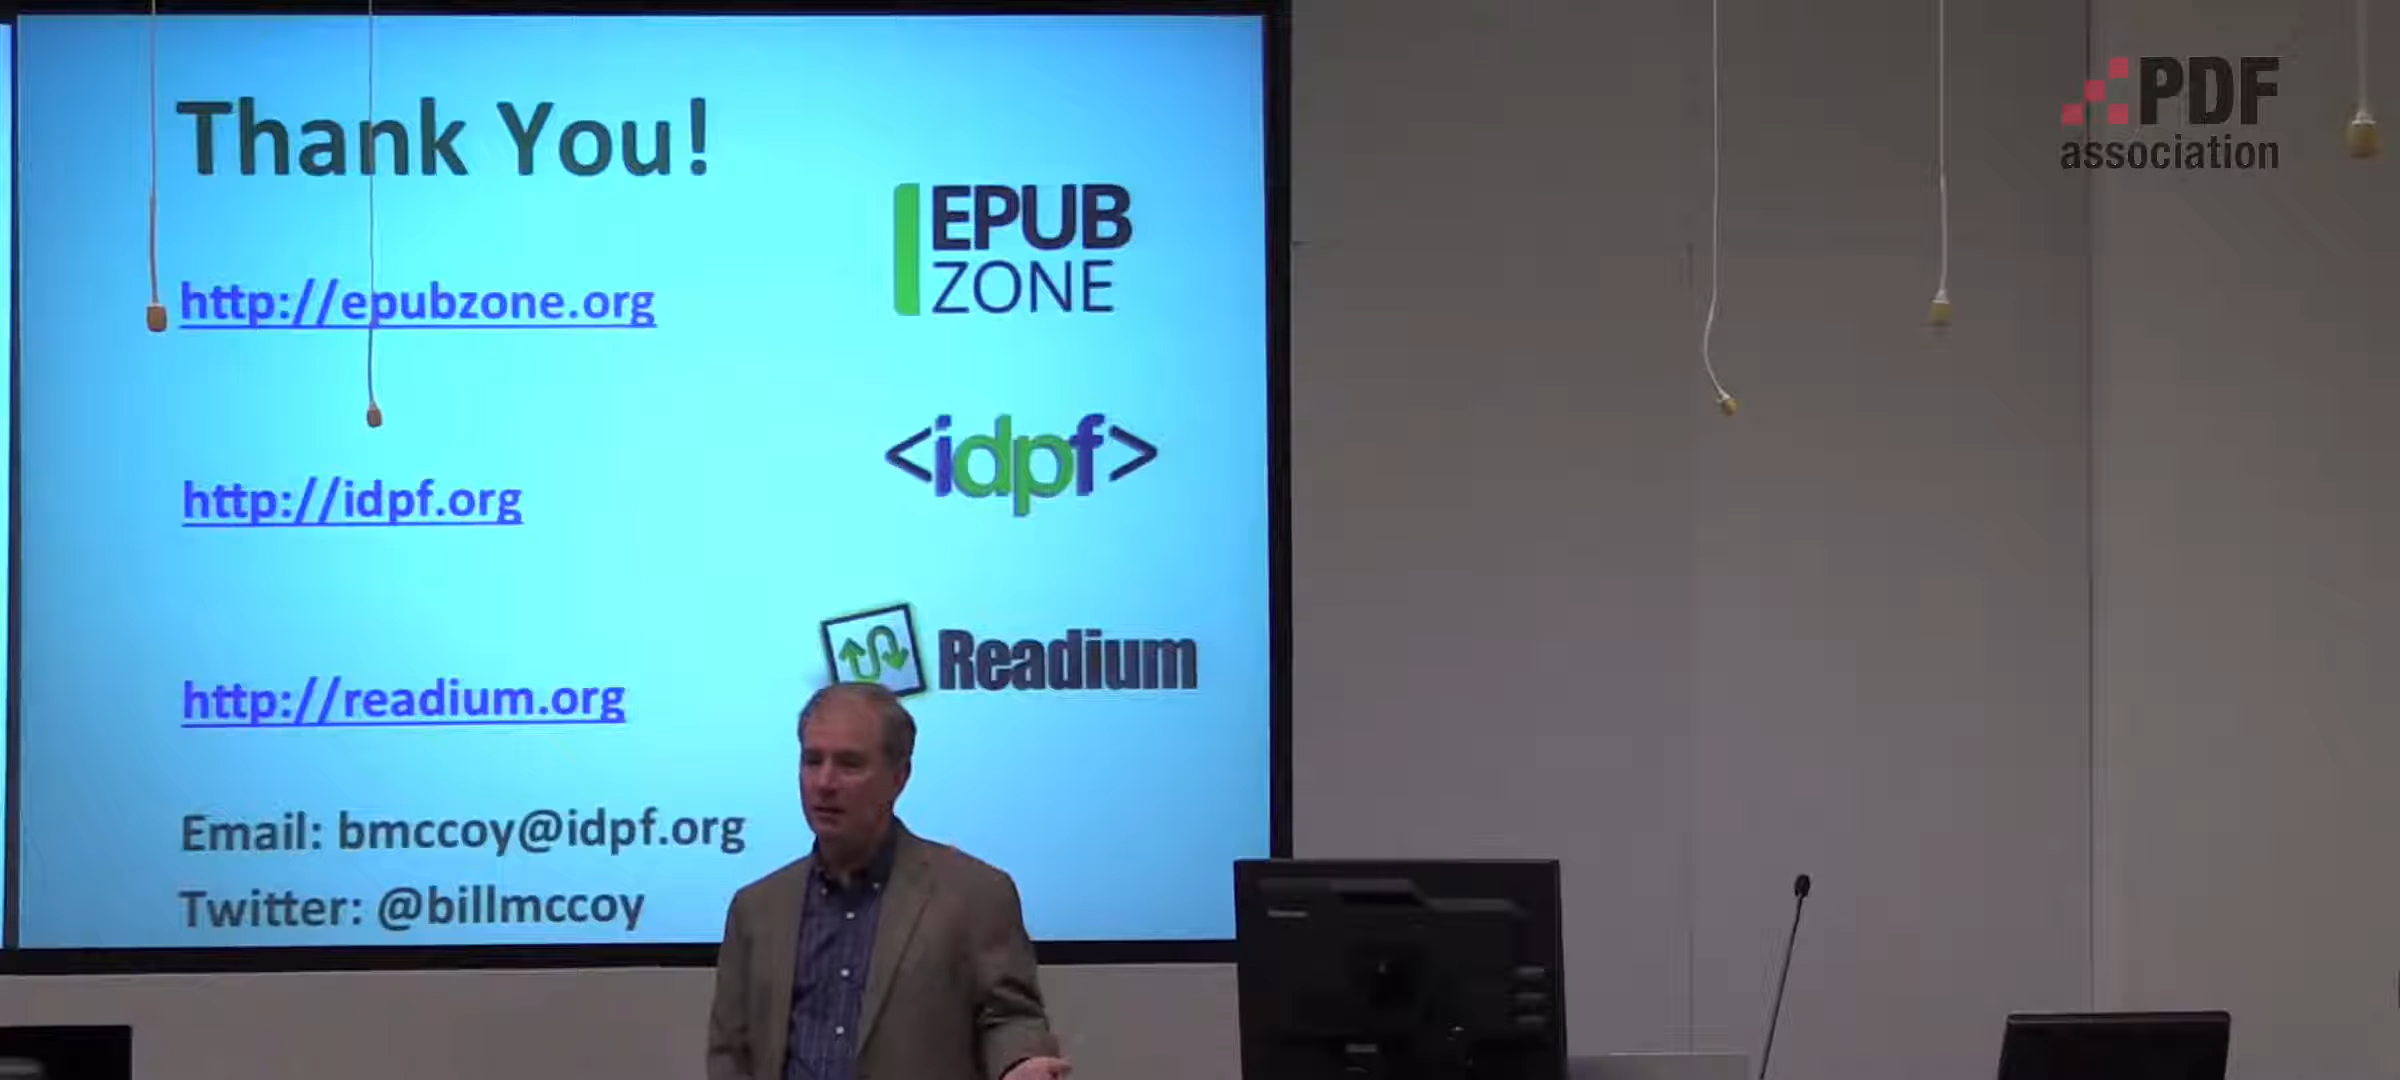 Thank You!
EPUB
ZONE
http://epubzone.org
<idpf>
http://idpf.org
Readium
http://readium.org
Email: bmccoy@idpf.org
Twitter: @billmccoy
PDF
association